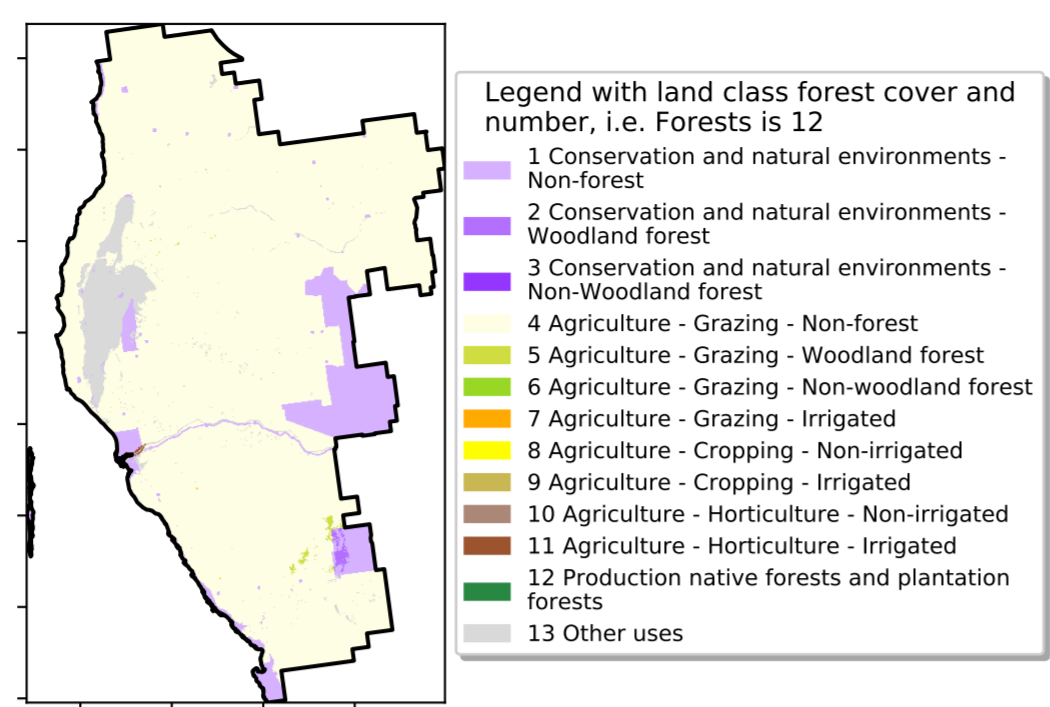 Legend with land class forest cover and
number, i.e. Forests is 12
1 Conservation and natural environments -
Non-forest
2 Conservation and natural environments -
Woodland forest
3 Conservation and natural environments -
Non-Woodland forest
4 Agriculture - Grazing - Non-forest
5 Agriculture - Grazing - Woodland forest
6 Agriculture - Grazing - Non-woodland forest
7 Agriculture - Grazing - Irrigated
8 Agriculture - Cropping - Non-irrigated
9 Agriculture - Cropping - Irrigated
10 Agriculture - Horticulture - Non-irrigated
11 Agriculture - Horticulture - Irrigated
12 Production native forests and plantation
forests
13 Other uses